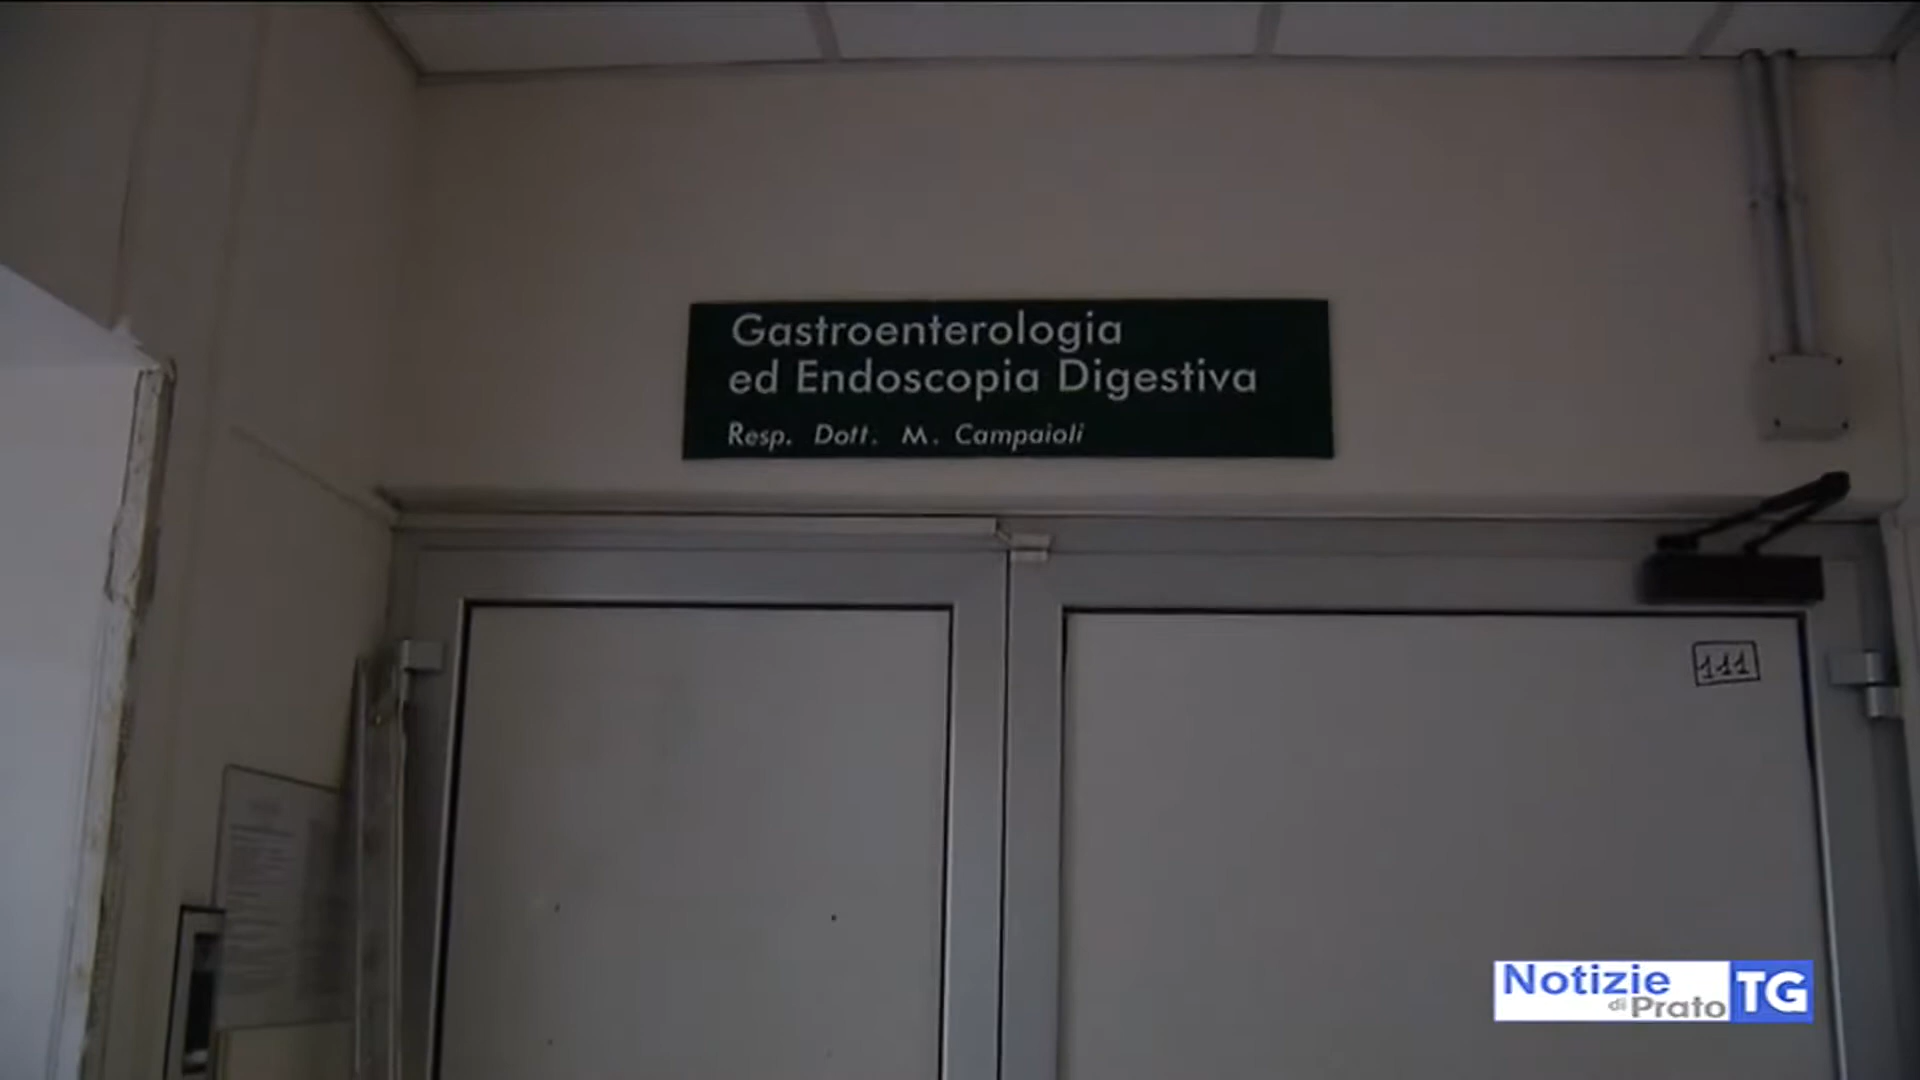 Gastroenterologia
ed Endoscopia Digestiva
Resp. Dott. M. Campaioli
111
Notizie
di Prato
TG